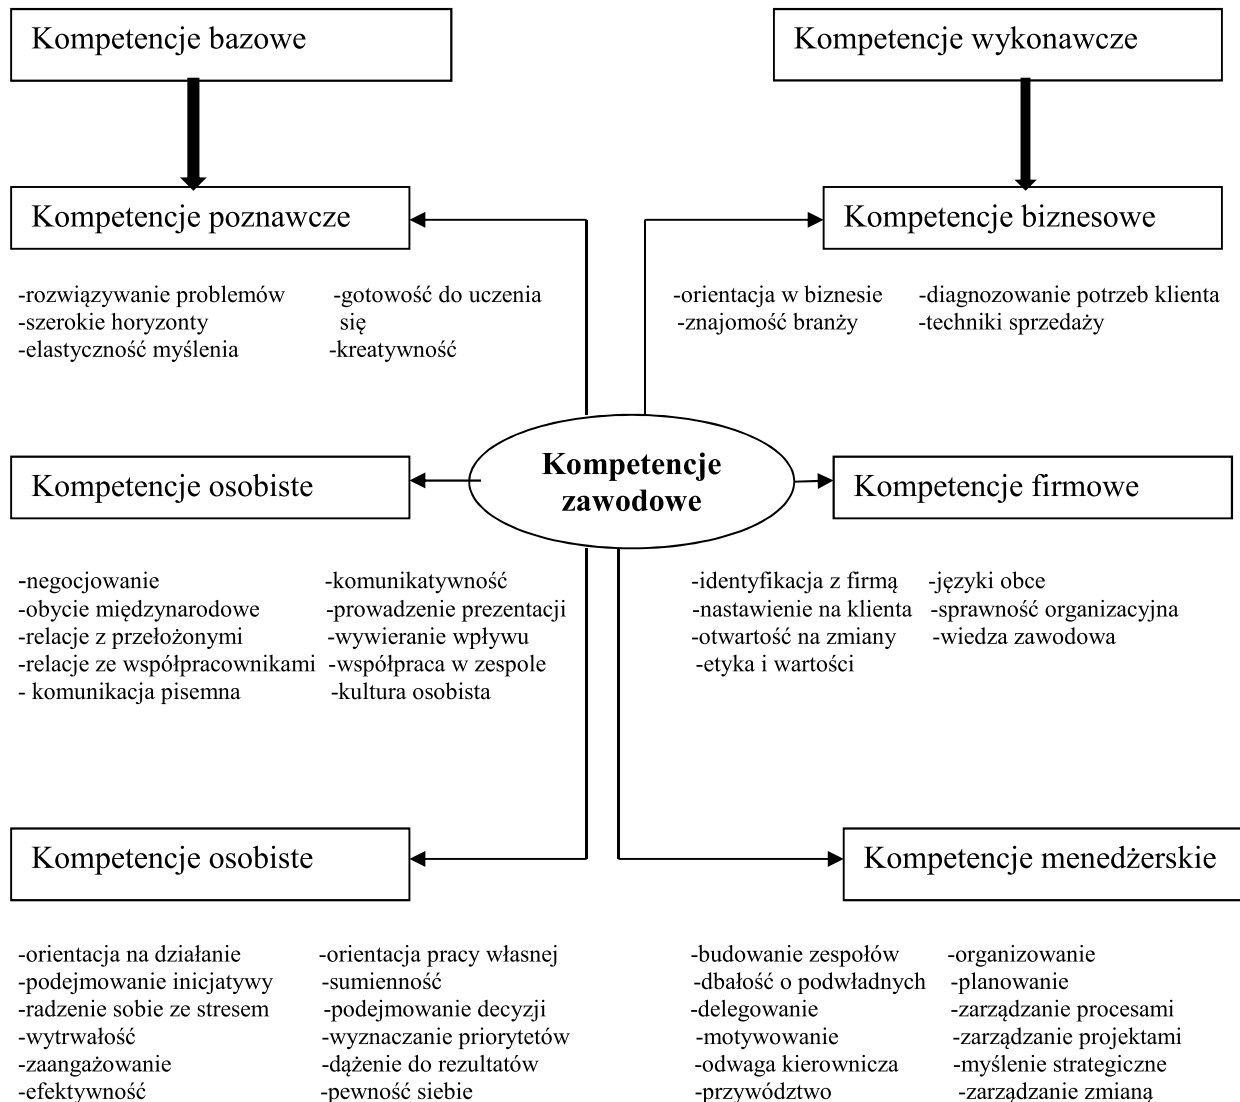 Kompetencje bazowe
Kompetencje wykonawcze
Kompetencje poznawcze
Kompetencje biznesowe
-rozwiązywanie problemów
-szerokie horyzonty
-elastyczność myślenia
-gotowość do uczenia
się
-kreatywność
-orientacja w biznesie
-znajomość branży
-diagnozowanie potrzeb klienta
-techniki sprzedaży
Kompetencje
zawodowe
Kompetencje osobiste
Kompetencje firmowe
-negocjowanie
-obycie międzynarodowe
-relacje z przełożonymi
-relacje ze współpracownikami
- komunikacja pisemna
-komunikatywność
-prowadzenie prezentacji
-wywieranie wpływu
-współpraca w zespole
-kultura osobista
-identyfikacja z firmą
-nastawienie na klienta
-otwartość na zmiany
-etyka i wartości
-języki obce
-sprawność organizacyjna
-wiedza zawodowa
Kompetencje osobiste
Kompetencje menedżerskie
-orientacja na działanie
-podejmowanie inicjatywy
-radzenie sobie ze stresem
-wytrwałość
-zaangażowanie
-efektywność
-orientacja pracy własnej
-sumienność
-podejmowanie decyzji
-wyznaczanie priorytetów
-dążenie do rezultatów
-pewność siebie
-budowanie zespołów
-dbałość o podwładnych
-delegowanie
-motywowanie
-odwaga kierownicza
-przywództwo
-organizowanie
-planowanie
-zarządzanie procesami
-zarządzanie projektami
-myślenie strategiczne
-zarządzanie zmianą